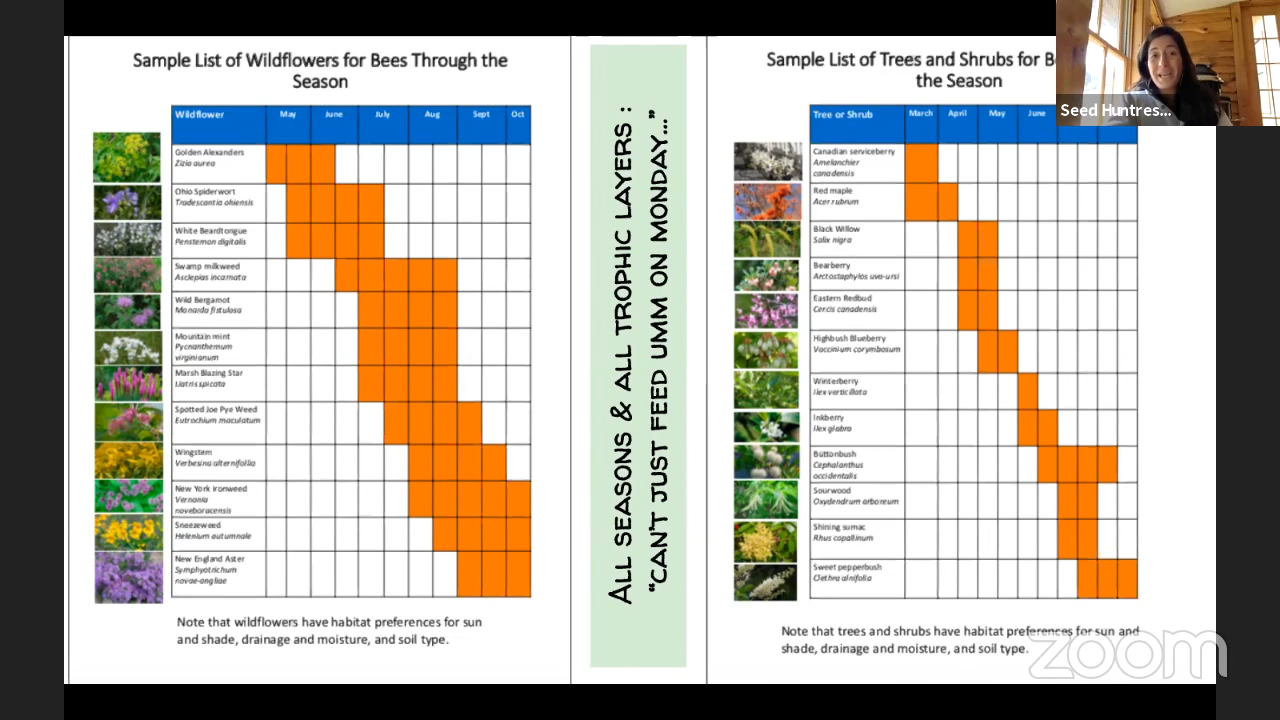 Sample List of Wildflowers for Bees Through the
Season
Wildflower May June July Aug Sept Oct
Golden Alexanders
Zizia aurea
Ohio Spiderwort
Tradescantia ohiensis
White Beardtongue
Penstemon digitalis
Swamp milkweed
Asclepias incarnata
Wild Bergamot
Monarda fistulosa
Mountain mint
Pycnanthemum
virginianum
Marsh Blazing Star
Liatris spicata
Spotted Joe Pye Weed
Eutrochium maculatum
Wingstem
Verbesina alternifolia
New York Ironweed
Vernonia
noveboracensis
Sneezeweed
Helenium autumnale
New England Aster
Symphyotrichum
novae-angliae
Note that wildflowers have habitat preferences for sun
and shade, drainage and moisture, and soil type.
All seasons & all trophic layers :
"can't just feed umm on Monday..."
Sample List of Trees and Shrubs for
the Season
Tree or Shrub March April May June
Canadian serviceberry
Amelanchier
canadensis
Red maple
Acer rubrum
Black Willow
Salix nigra
Bearberry
Arctostaphylos uva-ursi
Eastern Redbud
Cercis canadensis
Highbush Blueberry
Vaccinium corymbosum
Winterberry
Ilex verticillata
Inkberry
Ilex glabra
Buttonbush
Cephalanthus
occidentalis
Sourwood
Oxydendrum arboreum
Shining sumac
Rhus copallinum
Sweet pepperbush
Clethra alnifolia
Note that trees and shrubs have habitat preferences for sun and
shade, drainage and moisture, and soil type.
Seed Huntres...
zoom